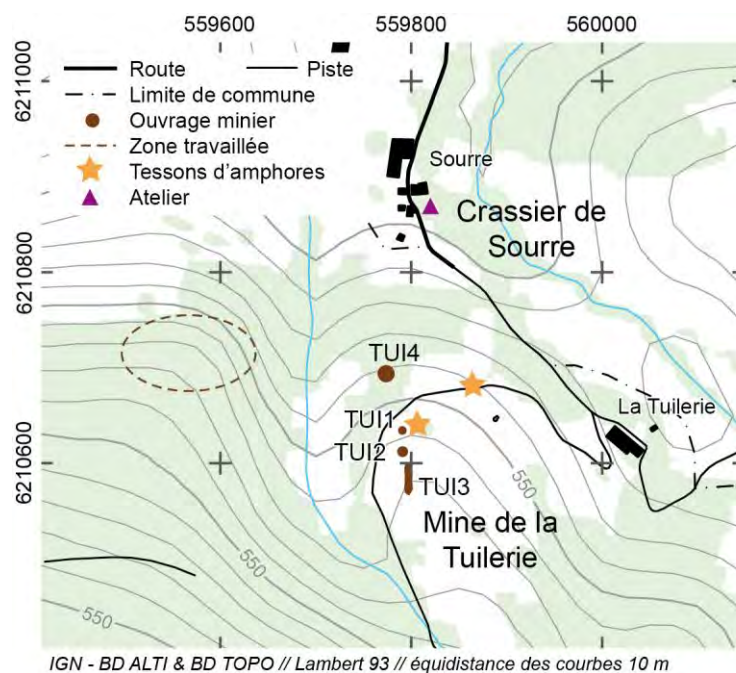 559600 559800 560000
6211000
Route Piste
Limite de commune
Ouvrage minier
Zone travaillée
Tessons d'amphores
Atelier
Sourre
Crassier de
Sourre
6210800
TUI4
La Tuilerie
TUI1
TUI2
6210600
TUI3
550
Mine de la
Tuilerie
550
550
IGN - BD ALTI & BD TOPO // Lambert 93 // équidistance des courbes 10 m